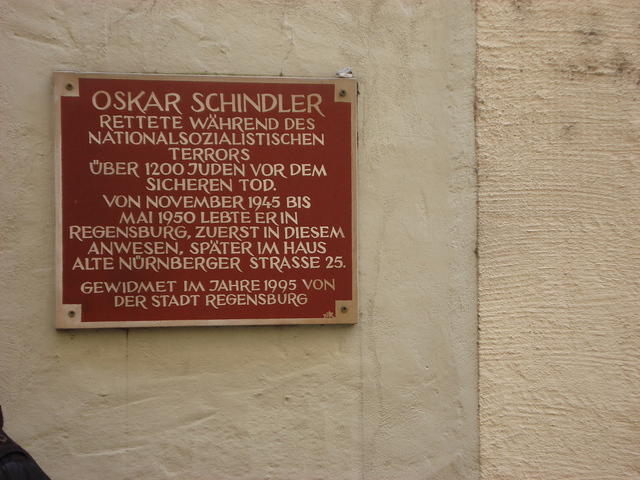 OSKAR SCHINDLER
RETTETE WÄHREND DES
NATIONALSOZIALISTISCHEN
TERRORS
ÜBER 1200 JUDEN VOR DEM
SICHEREN TOD.
VON NOVEMBER 1945 BIS
MAI 1950 LEBTE ER IN
REGENSBURG, ZUERST IN DIESEM
ANWESEN, SPÄTER IM HAUS
ALTE NÜRNBERGER STRASSE 25.
GEWIDMET IM JAHRE 1995 VON
DER STADT REGENSBURG